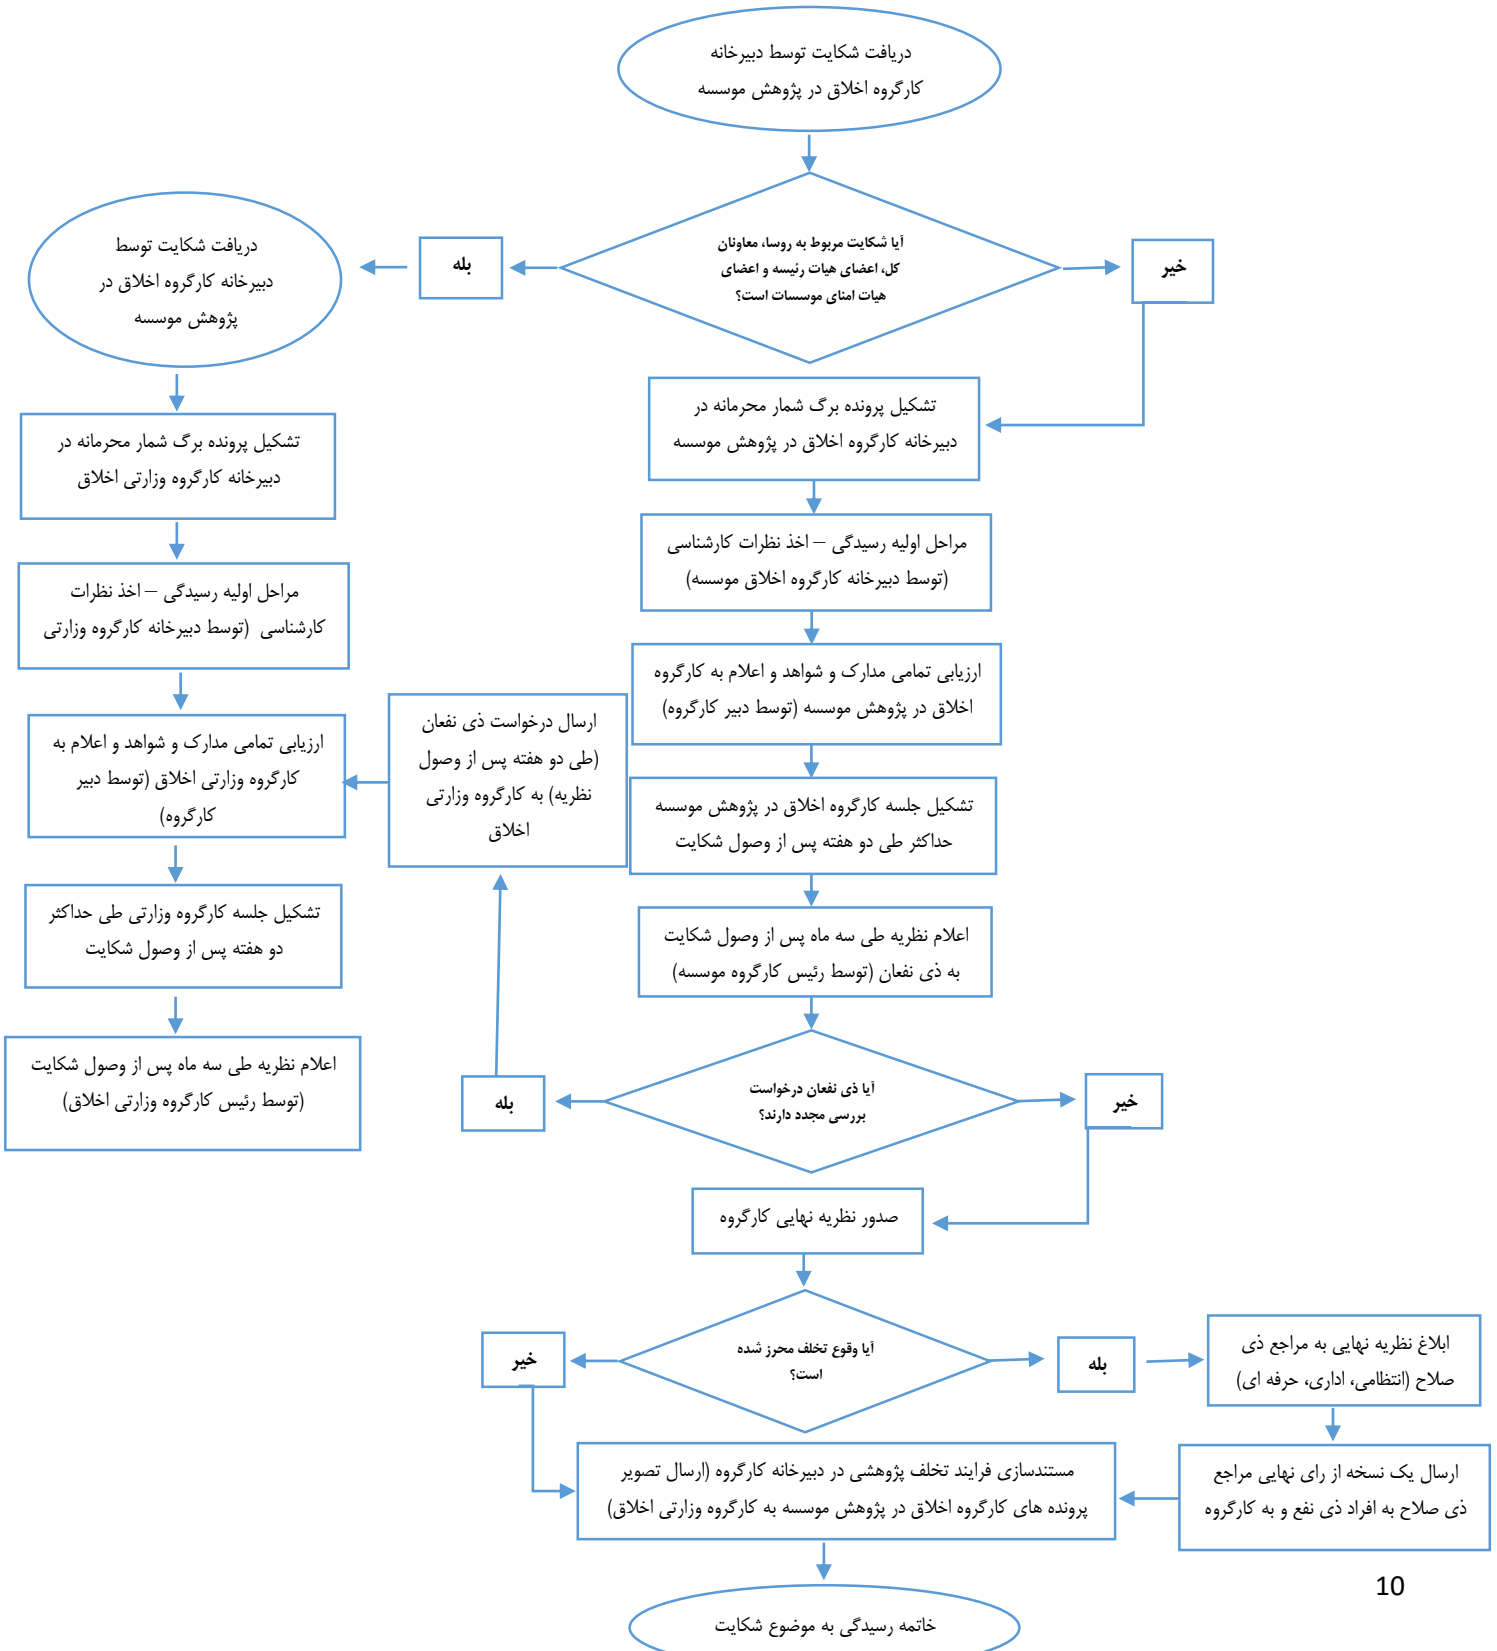 دریافت شکایت توسط دبیرخانه
کارگروه اخلاق در پژوهش موسسه
آیا شکایت مربوط به روسا، معاونان
کل، اعضای هیات رئیسه و اعضای
هیات امنای موسسات است؟
خیر
بله
دریافت شکایت توسط
دبیرخانه کارگروه اخلاق در
پژوهش موسسه
تشکیل پرونده برگ شمار محرمانه در
دبیرخانه کارگروه اخلاق در پژوهش موسسه
تشکیل پرونده برگ شمار محرمانه در
دبیرخانه کارگروه وزارتی اخلاق
مراحل اولیه رسیدگی – اخذ نظرات کارشناسی
(توسط دبیرخانه کارگروه اخلاق موسسه)
مراحل اولیه رسیدگی – اخذ نظرات
کارشناسی (توسط دبیرخانه کارگروه وزارتی
ارزیابی تمامی مدارک و شواهد و اعلام به کارگروه
اخلاق در پژوهش موسسه (توسط دبیر کارگروه)
ارسال درخواست ذی نفعان
(طی دو هفته پس از وصول
نظریه) به کارگروه وزارتی
اخلاق
ارزیابی تمامی مدارک و شواهد و اعلام به
کارگروه وزارتی اخلاق (توسط دبیر
کارگروه)
تشکیل جلسه کارگروه اخلاق در پژوهش موسسه
حداکثر طی دو هفته پس از وصول شکایت
تشکیل جلسه کارگروه وزارتی طی حداکثر
دو هفته پس از وصول شکایت
اعلام نظریه طی سه ماه پس از وصول شکایت
به ذی نفعان (توسط رئیس کارگروه موسسه)
اعلام نظریه طی سه ماه پس از وصول شکایت
(توسط رئیس کارگروه وزارتی اخلاق)
آیا ذی نفعان درخواست
بررسی مجدد دارند؟
خیر
بله
صدور نظریه نهایی کارگروه
آیا وقوع تخلف محرز شده
است؟
بله
خیر
ابلاغ نظریه نهایی به مراجع ذی
صلاح (انتظامی، اداری، حرفه ای)
ارسال یک نسخه از رای نهایی مراجع
ذی صلاح به افراد ذی نفع و به کارگروه
مستندسازی فرایند تخلف پژوهشی در دبیرخانه کارگروه (ارسال تصویر
پرونده های کارگروه اخلاق در پژوهش موسسه به کارگروه وزارتی اخلاق)
خاتمه رسیدگی به موضوع شکایت
10